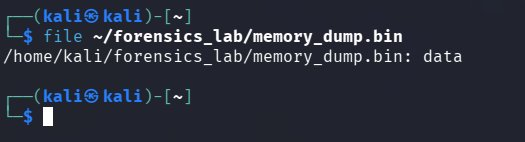 ┌──(kali㉿kali)-[~]
└─$ file ~/forensics_lab/memory_dump.bin
/home/kali/forensics_lab/memory_dump.bin: data
┌──(kali㉿kali)-[~]
└─$